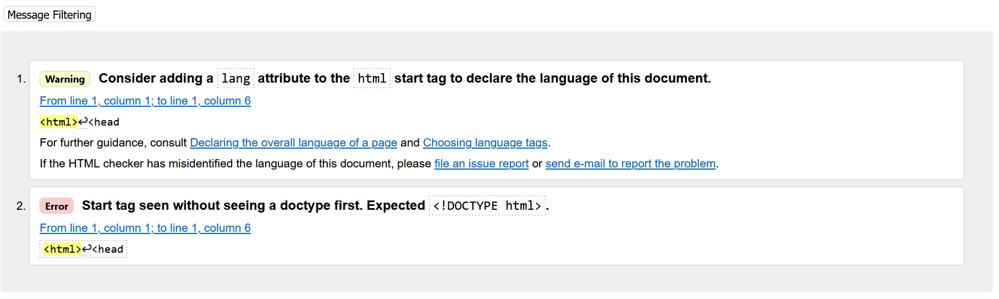 Message Filtering
1. Warning Consider adding a lang attribute to the html start tag to declare the language of this document.
From line 1, column 1; to line 1, column 6
<html>↩<head
For further guidance, consult Declaring the overall language of a page and Choosing language tags.
If the HTML checker has misidentified the language of this document, please file an issue report or send e-mail to report the problem.
2. Error Start tag seen without seeing a doctype first. Expected <!DOCTYPE html>.
From line 1, column 1; to line 1, column 6
<html>↩<head